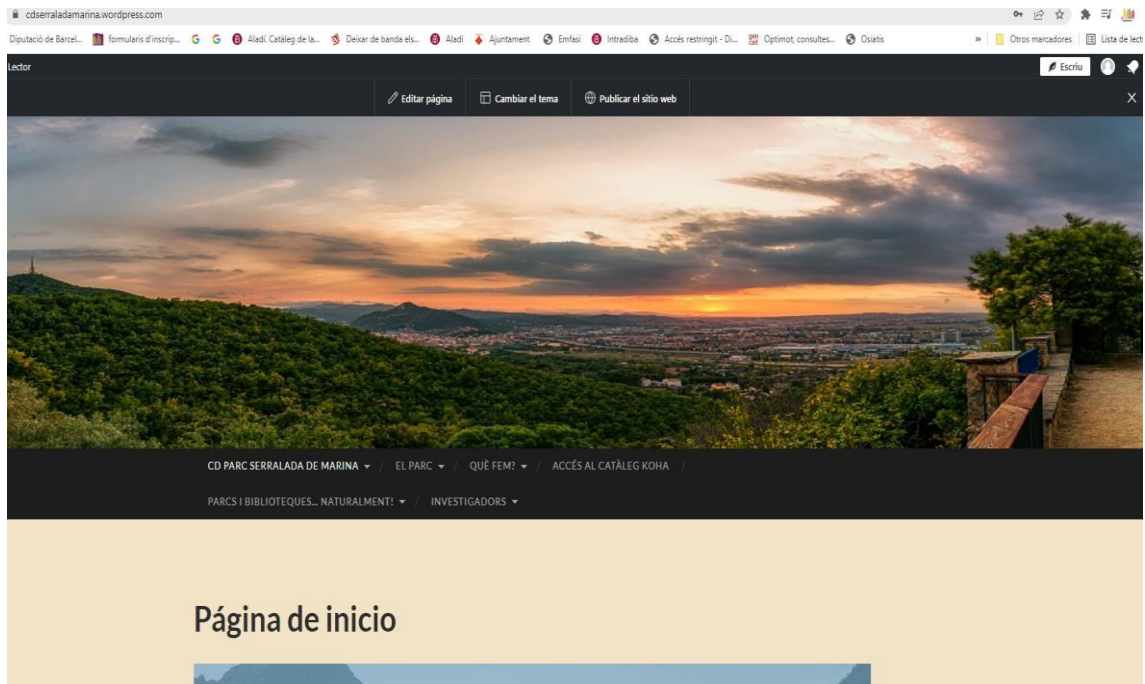 cdserraladamarina.wordpress.com
Diputació de Barcel... formularis d'inscrip... Aladí. Catàleg de la... Deixar de banda els... Aladí Ajuntament Emfasi Intradiba Accés restringit - Di... Optimot, consultes... Osiatis » Otros marcadores Lista de lect
Lector Escriu
Editar página Cambiar el tema Publicar el sitio web X
CD PARC SERRALADA DE MARINA / EL PARC / QUÈ FEM? / ACCÉS AL CATÀLEG KOHA /
PARCS I BIBLIOTEQUES... NATURALMENT! / INVESTIGADORS
Página de inicio